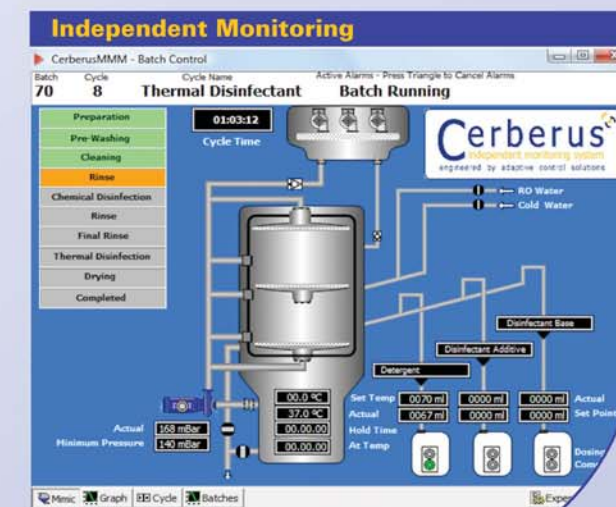 Independent Monitoring
CerberusMMM - Batch Control
Batch Cycle Cycle Name Active Alarms - Press Triangle to Cancel Alarms
70 8 Thermal Disinfectant Batch Running
Preparation
Pre-Washing
Cleaning
Rinse
Chemical Disinfection
Rinse
Final Rinse
Thermal Disinfection
Drying
Completed
01:03:12
Cycle Time
Cerberus
independent monitoring system
engineered by adaptive control solutions
RO Water
Cold Water
Disinfectant Base
Disinfectant Additive
Detergent
00.0 ºC Set Temp 0070 ml 0000 ml 0000 ml Actual
37.0 ºC Actual 0067 ml 0000 ml 0000 ml Set Point
00.00.00 Hold Time
00.00.00 At Temp
Actual 168 mBar
Minimum Pressure 140 mBar
Dosing
Mimic Graph Cycle Batches